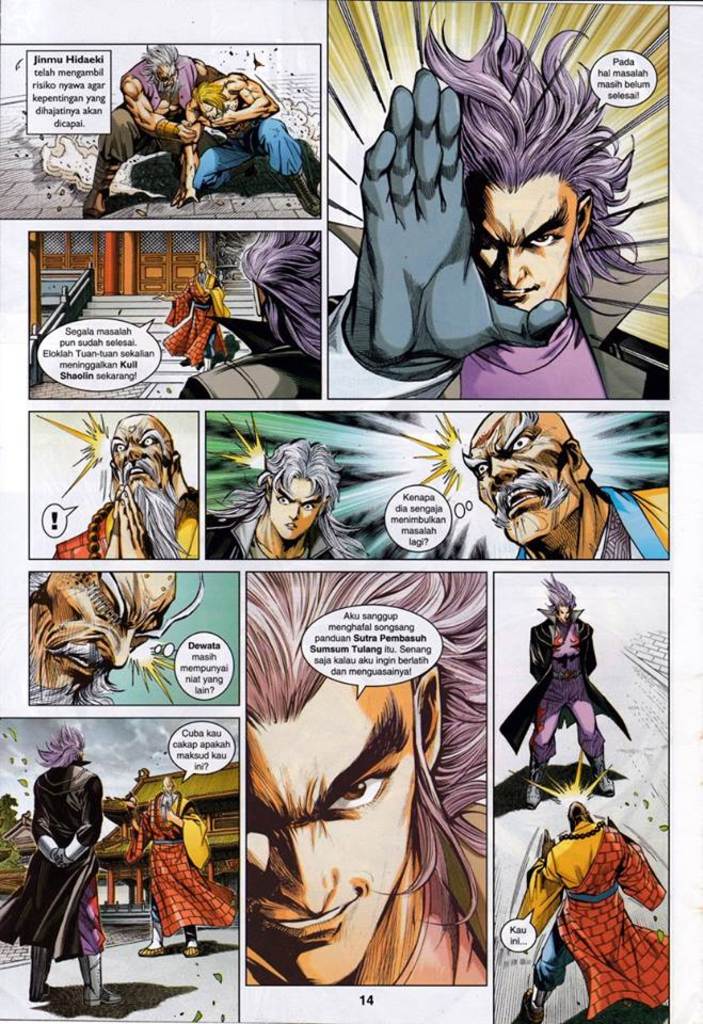 Jinmu Hidaeki
telah mengambil
risiko nyawa agar
kepentingan yang
dihajatinya akan
dicapai.
Pada
hal masalah
masih belum
selesai!
Segala masalah
pun sudah selesai.
Eloklah Tuan-tuan sekalian
meninggalkan Kuil
Shaolin sekarang!
!
Kenapa
dia sengaja
menimbulkan
masalah
lagi?
Dewata
masih
mempunyai
niat yang
lain?
Aku sanggup
menghafal songsang
panduan Sutra Pembasuh
Sumsum Tulang itu. Senang
saja kalau aku ingin berlatih
dan menguasainya!
Cuba kau
cakap apakah
maksud kau
ini?
Kau
ini...
14